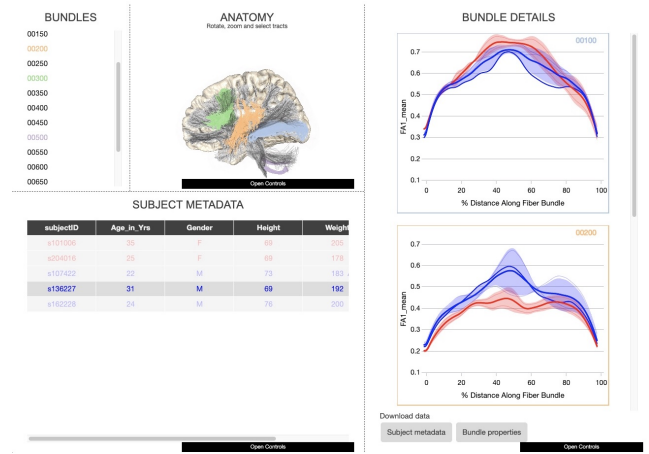 BUNDLES
00150
00200
00250
00300
00350
00400
00450
00500
00550
00600
00650
ANATOMY
Rotate, zoom and select tracts
Open Controls
SUBJECT METADATA
subjectID Age_in_Yrs Gender Height Weight
s101006 35 F 69 205
s204016 25 F 69 178
s107422 22 M 73 183
s136227 31 M 69 192
s162228 24 M 76 200
Open Controls
BUNDLE DETAILS
00100
FA1_mean
0.7
0.6
0.5
0.4
0.3
0.2
0.1
0 20 40 60 80 100
% Distance Along Fiber Bundle
00200
FA1_mean
0.7
0.6
0.5
0.4
0.3
0.2
0.1
0 20 40 60 80 100
% Distance Along Fiber Bundle
Download data
Subject metadata Bundle properties
Open Controls